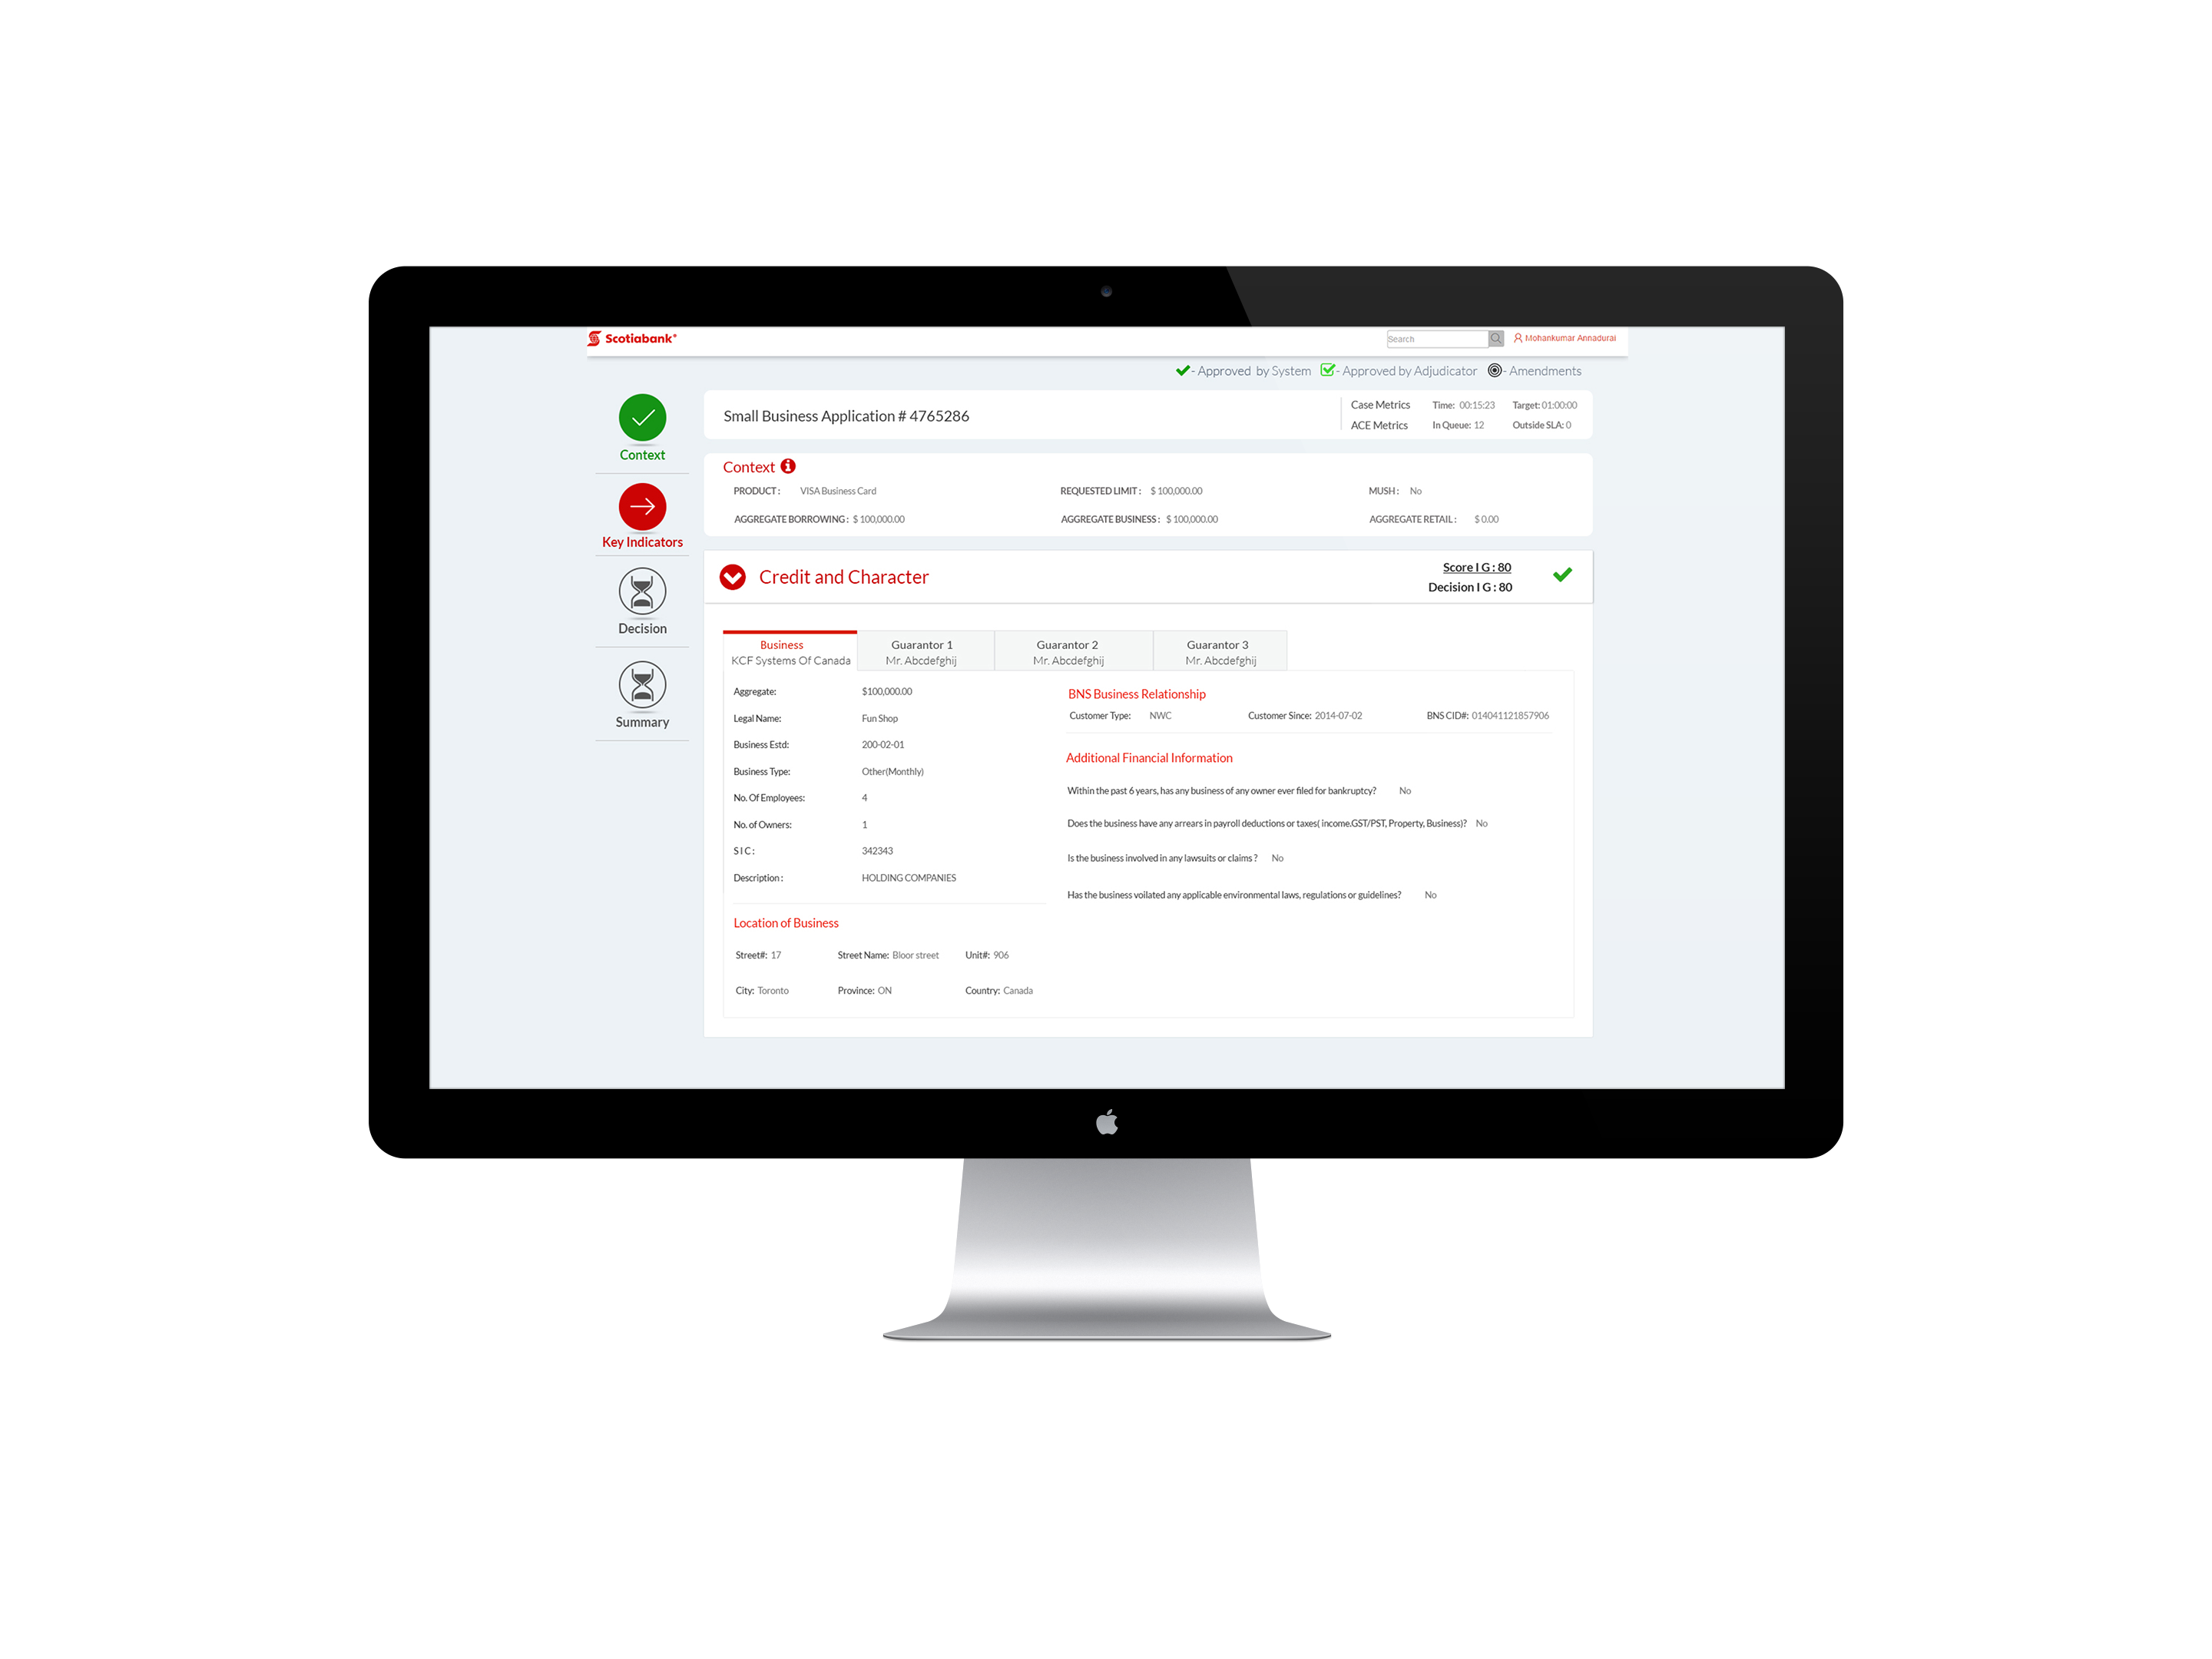 Scotiabank®
Search
Mohankumar Annadurai
- Approved by System - Approved by Adjudicator - Amendments
Context
Key Indicators
Decision
Summary
Small Business Application # 4765286
Case Metrics Time: 00:15:23 Target: 01:00:00
ACE Metrics In Queue: 12 Outside SLA: 0
Context
PRODUCT : VISA Business Card REQUESTED LIMIT : $ 100,000.00 MUSH : No
AGGREGATE BORROWING : $ 100,000.00 AGGREGATE BUSINESS : $ 100,000.00 AGGREGATE RETAIL : $ 0.00
Credit and Character
Score I G : 80
Decision I G : 80
Business
KCF Systems Of Canada
Guarantor 1
Mr. Abcdefghij
Guarantor 2
Mr. Abcdefghij
Guarantor 3
Mr. Abcdefghij
Aggregate: $100,000.00
Legal Name: Fun Shop
Business Estd: 200-02-01
Business Type: Other(Monthly)
No. Of Employees: 4
No. of Owners: 1
S I C : 342343
Description : HOLDING COMPANIES
Location of Business
Street#: 17 Street Name: Bloor street Unit#: 906
City: Toronto Province: ON Country: Canada
BNS Business Relationship
Customer Type: NWC Customer Since: 2014-07-02 BNS CID#: 014041121857906
Additional Financial Information
Within the past 6 years, has any business of any owner ever filed for bankruptcy? No
Does the business have any arrears in payroll deductions or taxes( income.GST/PST, Property, Business)? No
Is the business involved in any lawsuits or claims ? No
Has the business voilated any applicable environmental laws, regulations or guidelines? No